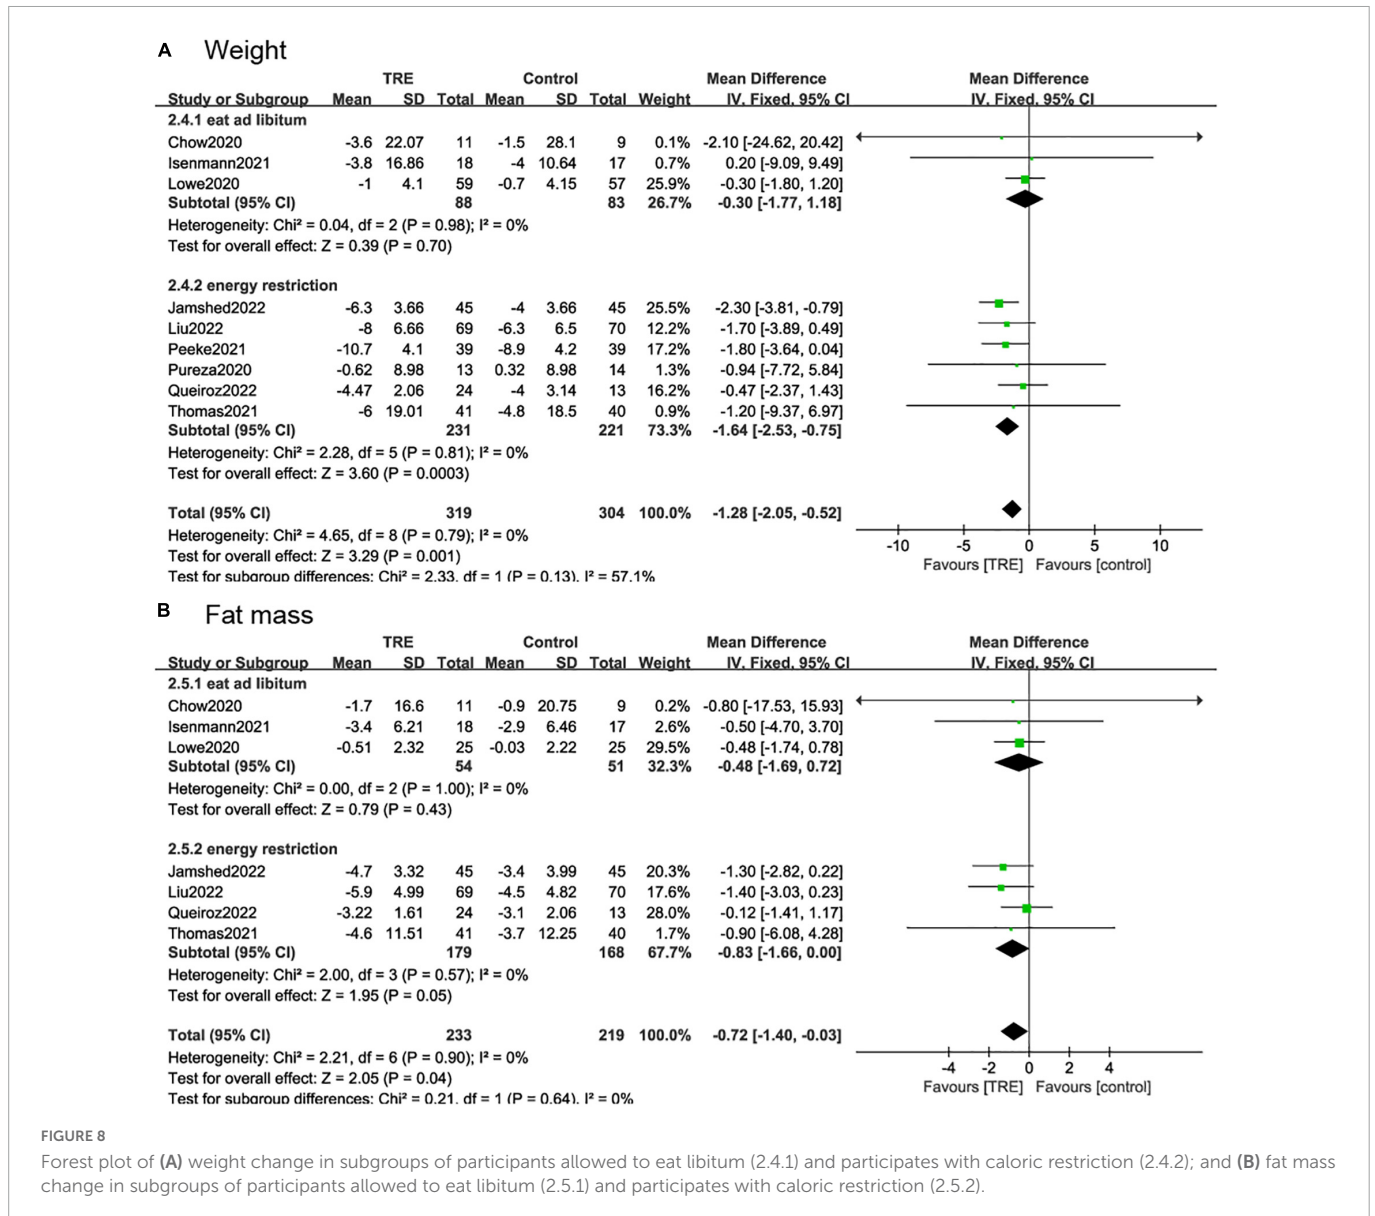 A Weight
TRE Control Mean Difference Mean Difference
Study or Subgroup Mean SD Total Mean SD Total Weight IV, Fixed, 95% CI IV, Fixed, 95% CI
2.4.1 eat ad libitum
Chow2020 -3.6 22.07 11 -1.5 28.1 9 0.1% -2.10 [-24.62, 20.42]
Isenmann2021 -3.8 16.86 18 -4 10.64 17 0.7% 0.20 [-9.09, 9.49]
Lowe2020 -1 4.1 59 -0.7 4.15 57 25.9% -0.30 [-1.80, 1.20]
Subtotal (95% CI) 88 83 26.7% -0.30 [-1.77, 1.18]
Heterogeneity: Chi² = 0.04, df = 2 (P = 0.98); I² = 0%
Test for overall effect: Z = 0.39 (P = 0.70)
2.4.2 energy restriction
Jamshed2022 -6.3 3.66 45 -4 3.66 45 25.5% -2.30 [-3.81, -0.79]
Liu2022 -8 6.66 69 -6.3 6.5 70 12.2% -1.70 [-3.89, 0.49]
Peeke2021 -10.7 4.1 39 -8.9 4.2 39 17.2% -1.80 [-3.64, 0.04]
Pureza2020 -0.62 8.98 13 0.32 8.98 14 1.3% -0.94 [-7.72, 5.84]
Queiroz2022 -4.47 2.06 24 -4 3.14 13 16.2% -0.47 [-2.37, 1.43]
Thomas2021 -6 19.01 41 -4.8 18.5 40 0.9% -1.20 [-9.37, 6.97]
Subtotal (95% CI) 231 221 73.3% -1.64 [-2.53, -0.75]
Heterogeneity: Chi² = 2.28, df = 5 (P = 0.81); I² = 0%
Test for overall effect: Z = 3.60 (P = 0.0003)
Total (95% CI) 319 304 100.0% -1.28 [-2.05, -0.52]
Heterogeneity: Chi² = 4.65, df = 8 (P = 0.79); I² = 0%
Test for overall effect: Z = 3.29 (P = 0.001)
Test for subgroup differences: Chi² = 2.33, df = 1 (P = 0.13), I² = 57.1%
-10 -5 0 5 10
Favours [TRE] Favours [control]
B Fat mass
TRE Control Mean Difference Mean Difference
Study or Subgroup Mean SD Total Mean SD Total Weight IV, Fixed, 95% CI IV, Fixed, 95% CI
2.5.1 eat ad libitum
Chow2020 -1.7 16.6 11 -0.9 20.75 9 0.2% -0.80 [-17.53, 15.93]
Isenmann2021 -3.4 6.21 18 -2.9 6.46 17 2.6% -0.50 [-4.70, 3.70]
Lowe2020 -0.51 2.32 25 -0.03 2.22 25 29.5% -0.48 [-1.74, 0.78]
Subtotal (95% CI) 54 51 32.3% -0.48 [-1.69, 0.72]
Heterogeneity: Chi² = 0.00, df = 2 (P = 1.00); I² = 0%
Test for overall effect: Z = 0.79 (P = 0.43)
2.5.2 energy restriction
Jamshed2022 -4.7 3.32 45 -3.4 3.99 45 20.3% -1.30 [-2.82, 0.22]
Liu2022 -5.9 4.99 69 -4.5 4.82 70 17.6% -1.40 [-3.03, 0.23]
Queiroz2022 -3.22 1.61 24 -3.1 2.06 13 28.0% -0.12 [-1.41, 1.17]
Thomas2021 -4.6 11.51 41 -3.7 12.25 40 1.7% -0.90 [-6.08, 4.28]
Subtotal (95% CI) 179 168 67.7% -0.83 [-1.66, 0.00]
Heterogeneity: Chi² = 2.00, df = 3 (P = 0.57); I² = 0%
Test for overall effect: Z = 1.95 (P = 0.05)
Total (95% CI) 233 219 100.0% -0.72 [-1.40, -0.03]
Heterogeneity: Chi² = 2.21, df = 6 (P = 0.90); I² = 0%
Test for overall effect: Z = 2.05 (P = 0.04)
Test for subgroup differences: Chi² = 0.21, df = 1 (P = 0.64), I² = 0%
-4 -2 0 2 4
Favours [TRE] Favours [control]
FIGURE 8
Forest plot of (A) weight change in subgroups of participants allowed to eat libitum (2.4.1) and participates with caloric restriction (2.4.2); and (B) fat mass
change in subgroups of participants allowed to eat libitum (2.5.1) and participates with caloric restriction (2.5.2).